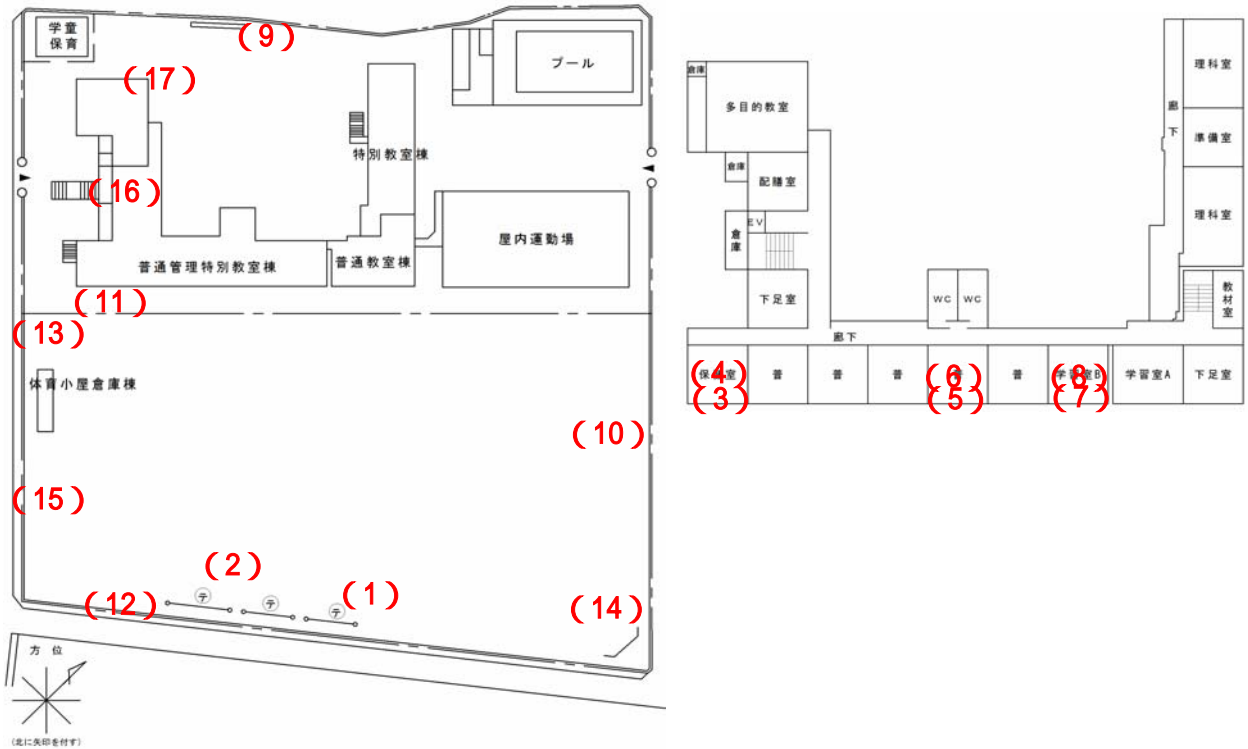 学童
保育
(9)
プール
(17)
特別教室棟
(16)
屋内運動場
普通管理特別教室棟
普通教室棟
(11)
(13)
体育小屋倉庫棟
(10)
(15)
(2)
(1)
(12)
(14)
テ
テ
テ
方位
(北に矢印を付す)
倉庫
多目的教室
倉庫
配膳室
EV
倉庫
下足室
WC
WC
廊下
理科室
廊下
準備室
理科室
教材室
保健室
(4)
(3)
普
普
普
(6)
(5)
普
学習室B
(8)
(7)
学習室A
下足室